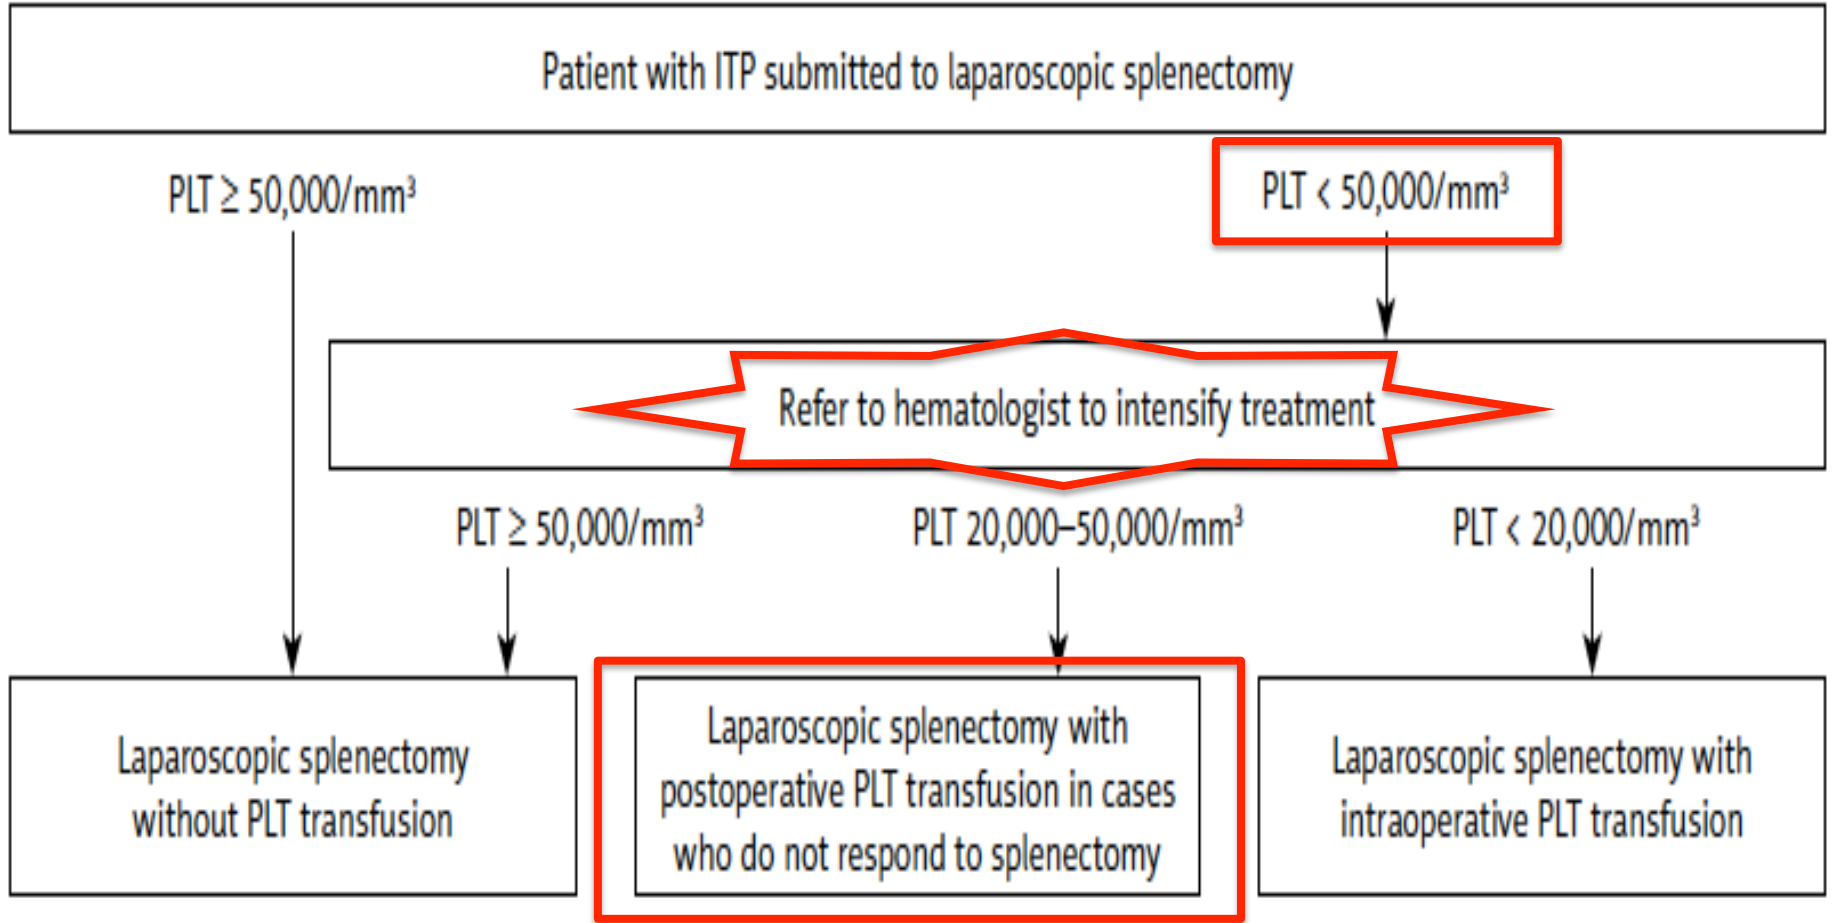 Patient with ITP submitted to laparoscopic splenectomy
PLT ≥ 50,000/mm³
PLT < 50,000/mm³
Refer to hematologist to intensify treatment
PLT ≥ 50,000/mm³
PLT 20,000–50,000/mm³
PLT < 20,000/mm³
Laparoscopic splenectomy
without PLT transfusion
Laparoscopic splenectomy with
postoperative PLT transfusion in cases
who do not respond to splenectomy
Laparoscopic splenectomy with
intraoperative PLT transfusion